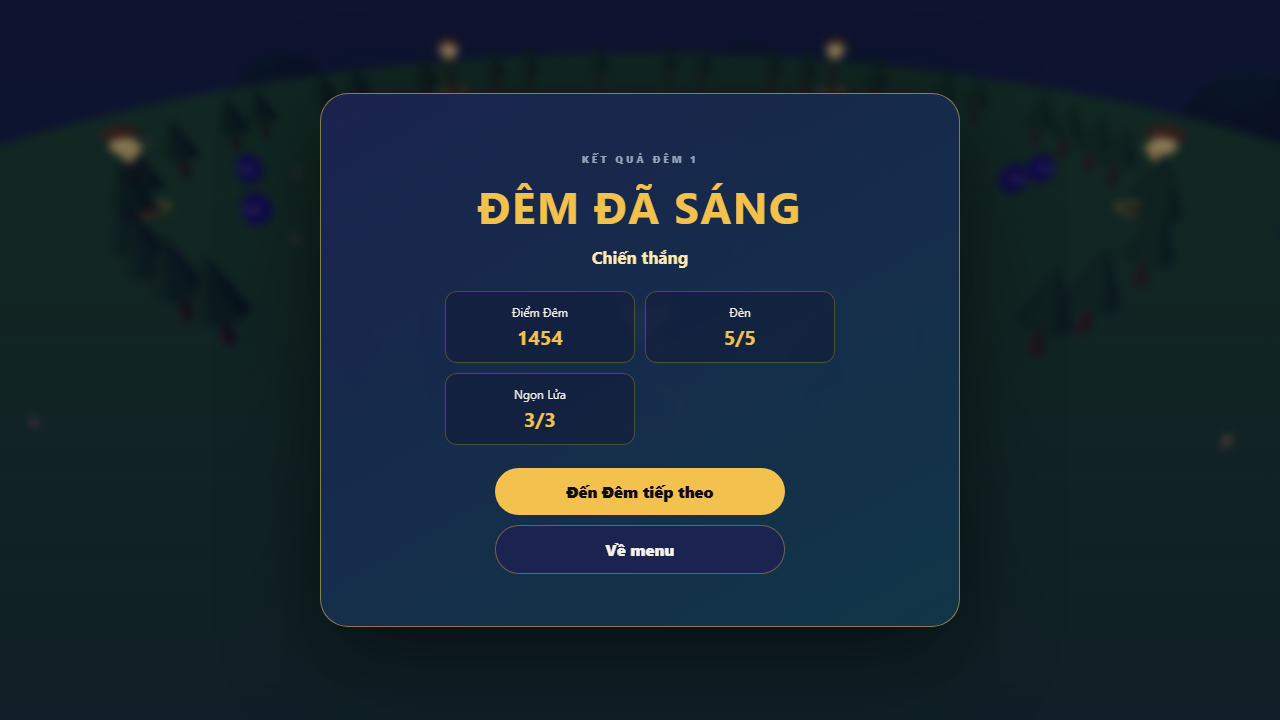 KẾT QUẢ ĐÊM 1
ĐÊM ĐÃ SÁNG
Chiến thắng
Điểm Đêm
1454
Đèn
5/5
Ngọn Lửa
3/3
Đến Đêm tiếp theo
Về menu